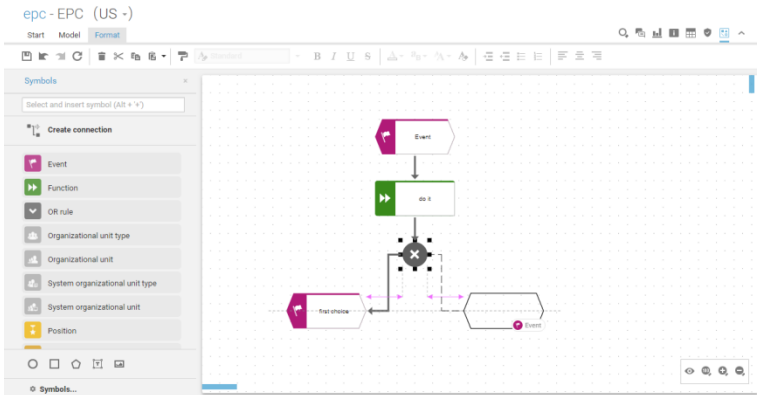 epc - EPC (US -)
Start Model Format
Standard
B I U S
Symbols
Select and insert symbol (Alt + '+')
Create connection
Event
Function
OR rule
Organizational unit type
Organizational unit
System organizational unit type
System organizational unit
Position
Symbols...
Event
do it
first choice
Event